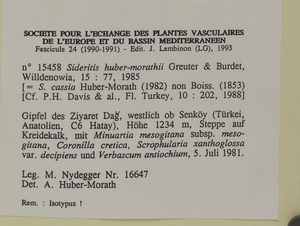 SOCIETE POUR L'ECHANGE DES PLANTES VASCULAIRES
DE L'EUROPE ET DU BASSIN MEDITERRANEEN
Fascicule 24 (1990-1991) - Edit. J. Lambinon (LG), 1993
n° 15458 Sideritis huber-morathii Greuter & Burdet,
Willdenowia, 15 : 77, 1985
[= S. cassia Huber-Morath (1982) non Boiss. (1853)
[Cf. P.H. Davis & al., Fl. Turkey, 10 : 202, 1988]
Gipfel des Ziyaret Dağ, westlich ob Senköy (Türkei,
Anatolien, C6 Hatay), Höhe 1234 m, Steppe auf
Kreidekalk, mit Minuartia mesogitana subsp. meso-
gitana, Coronilla cretica, Scrophularia xanthoglossa
var. decipiens und Verbascum antiochium, 5. Juli 1981.
Leg. M. Nydegger Nr. 16647
Det. A. Huber-Morath
Rem. : Isotypus !